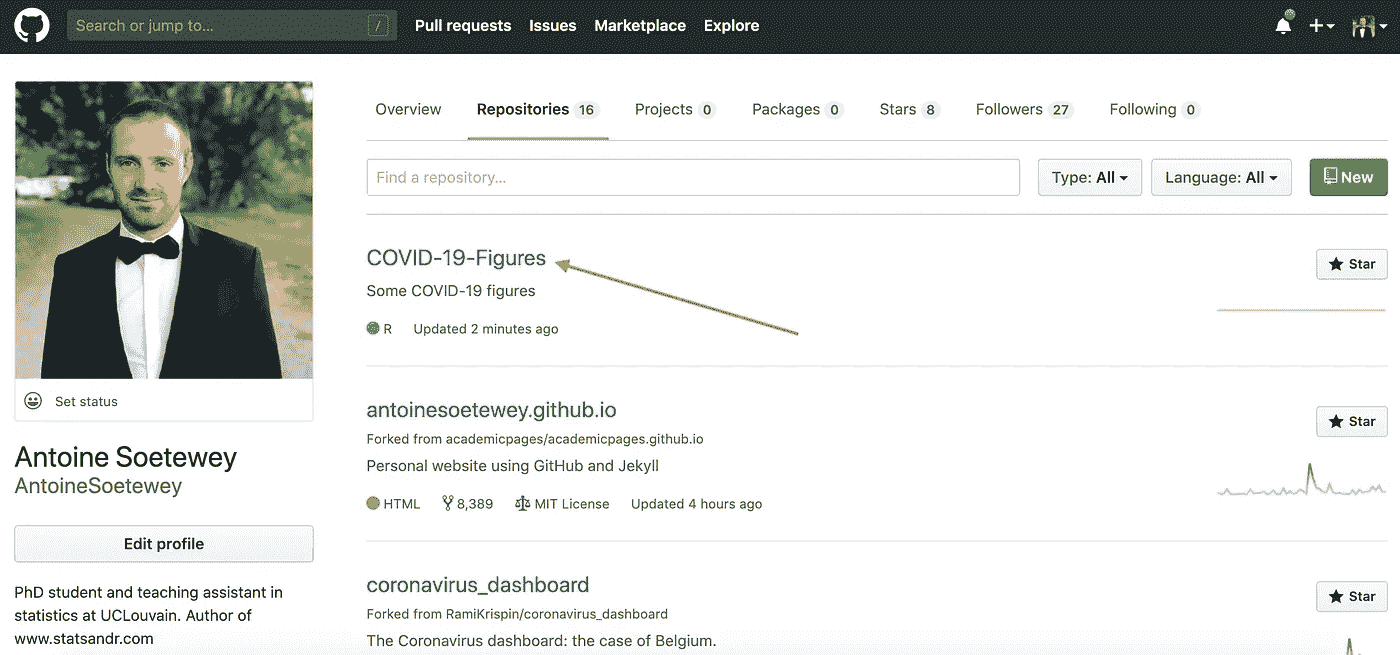 Search or jump to... / Pull requests Issues Marketplace Explore
Overview Repositories 16 Projects 0 Packages 0 Stars 8 Followers 27 Following 0
Find a repository... Type: All Language: All New
COVID-19-Figures
Star
Some COVID-19 figures
R Updated 2 minutes ago
Set status
antoinesoetewey.github.io
Star
Forked from academicpages/academicpages.github.io
Personal website using GitHub and Jekyll
HTML 8,389 MIT License Updated 4 hours ago
Antoine Soetewey
AntoineSoetewey
Edit profile
PhD student and teaching assistant in
statistics at UCLouvain. Author of
www.statsandr.com
coronavirus_dashboard
Star
Forked from RamiKrispin/coronavirus_dashboard
The Coronavirus dashboard: the case of Belgium.